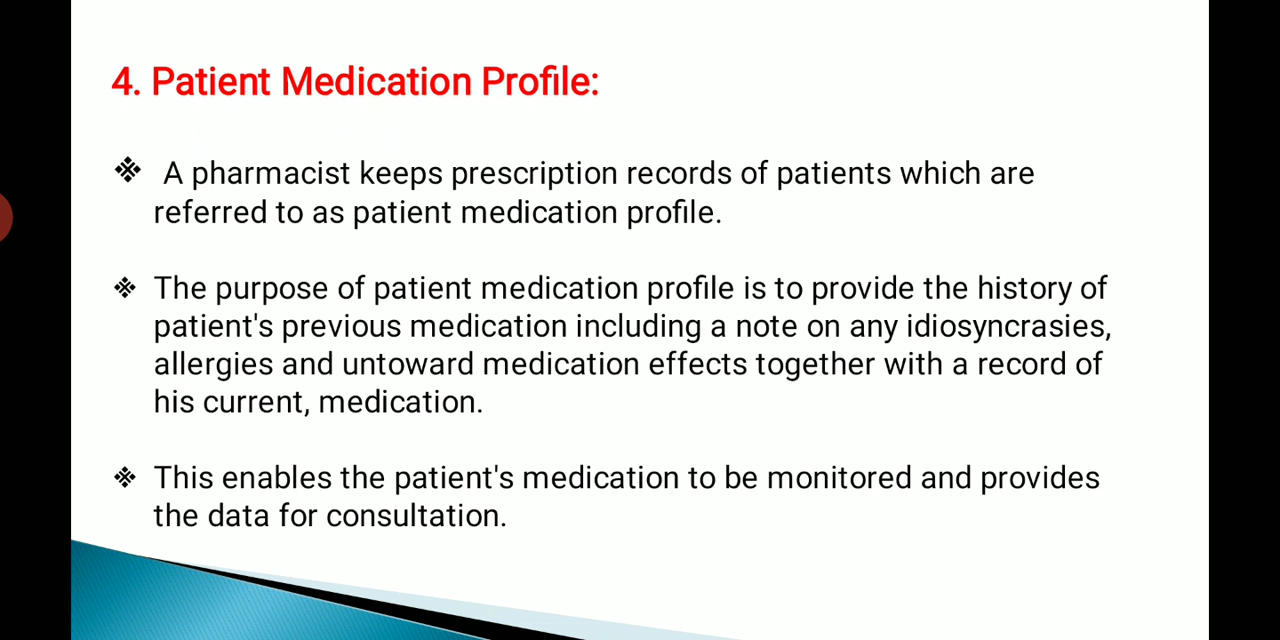 4. Patient Medication Profile:
❖ A pharmacist keeps prescription records of patients which are
referred to as patient medication profile.
❖ The purpose of patient medication profile is to provide the history of
patient's previous medication including a note on any idiosyncrasies,
allergies and untoward medication effects together with a record of
his current, medication.
❖ This enables the patient's medication to be monitored and provides
the data for consultation.